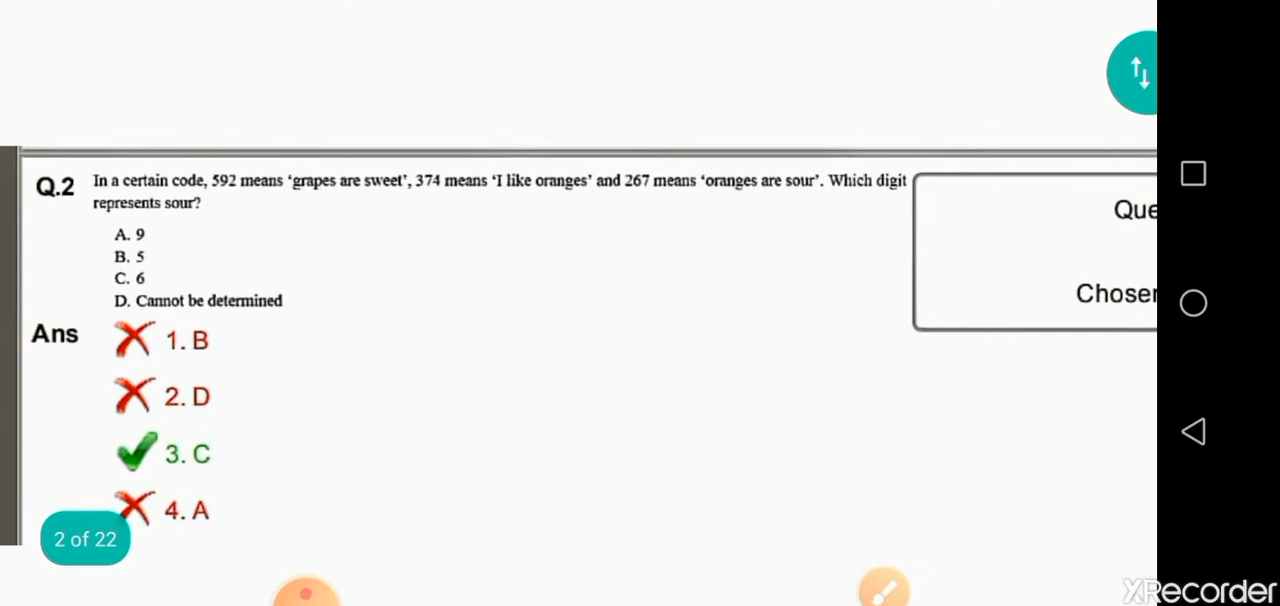 Q.2 In a certain code, 592 means ‘grapes are sweet’, 374 means ‘I like oranges’ and 267 means ‘oranges are sour’. Which digit
represents sour?
Que
A. 9
B. 5
C. 6
Choser
D. Cannot be determined
Ans 1. B
2. D
3. C
4. A
2 of 22
XRecorder